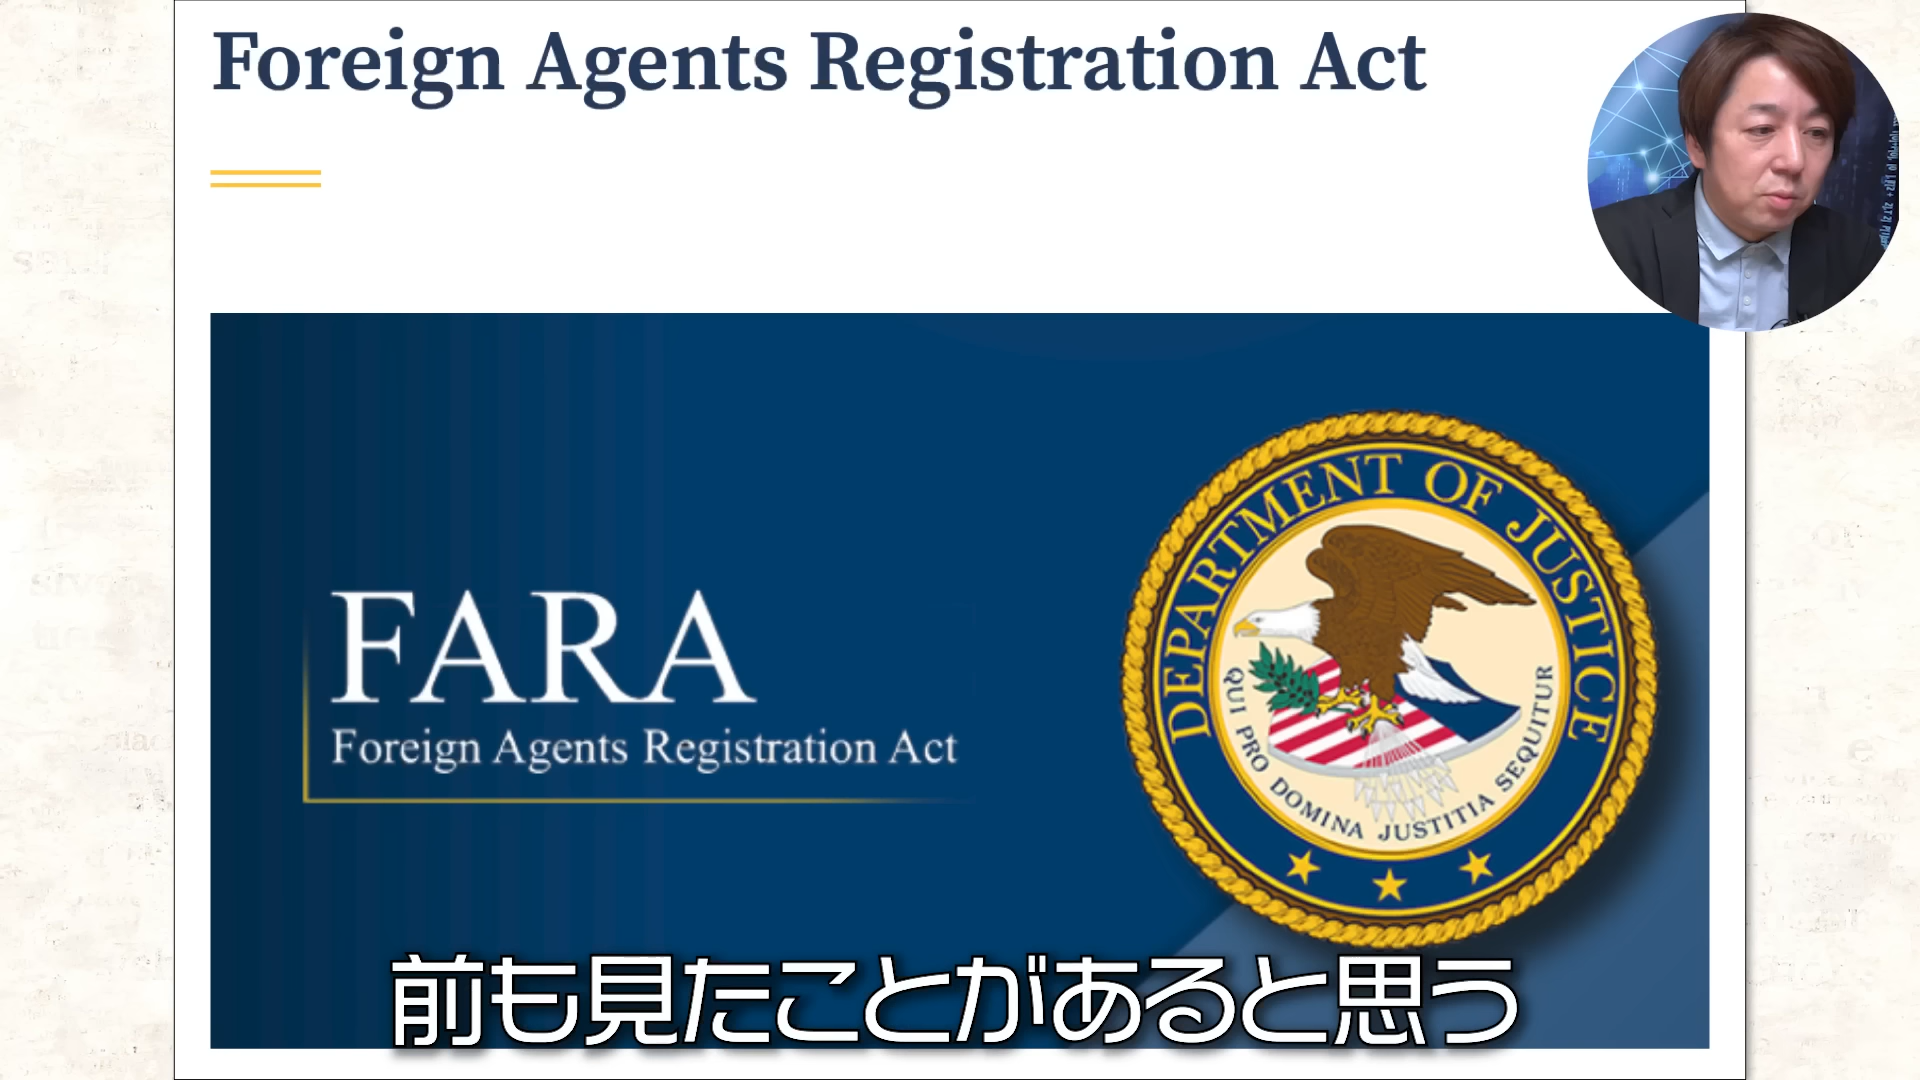 Foreign Agents Registration Act
FARA
Foreign Agents Registration Act
DEPARTMENT OF JUSTICE
QUI PRO DOMINA JUSTITIA SEQUITUR
前も見たことがあると思う